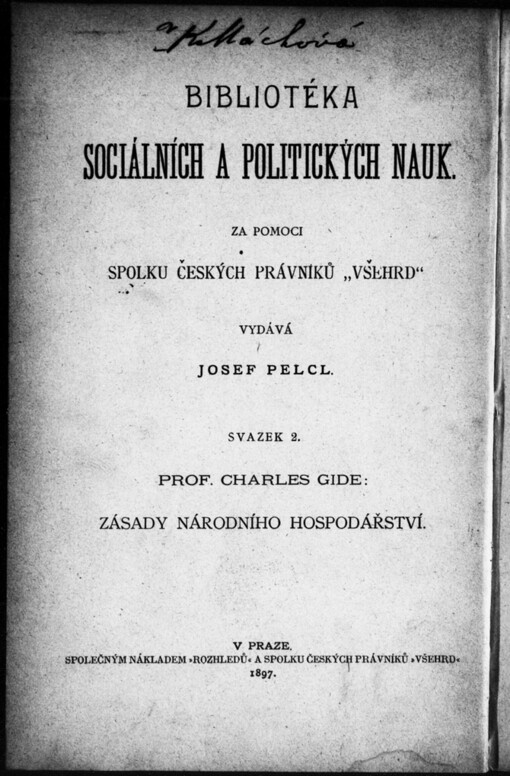 K. Máchová
BIBLIOTÉKA
SOCIÁLNÍCH A POLITICKÝCH NAUK.
ZA POMOCI
SPOLKU ČESKÝCH PRÁVNÍKŮ „VŠEHRD“
VYDÁVÁ
JOSEF PELCL.
SVAZEK 2.
PROF. CHARLES GIDE:
ZÁSADY NÁRODNÍHO HOSPODÁŘSTVÍ.
V PRAZE,
SPOLEČNÝM NÁKLADEM »ROZHLEDŮ« A SPOLKU ČESKÝCH PRÁVNÍKŮ »VŠEHRD«
1897.